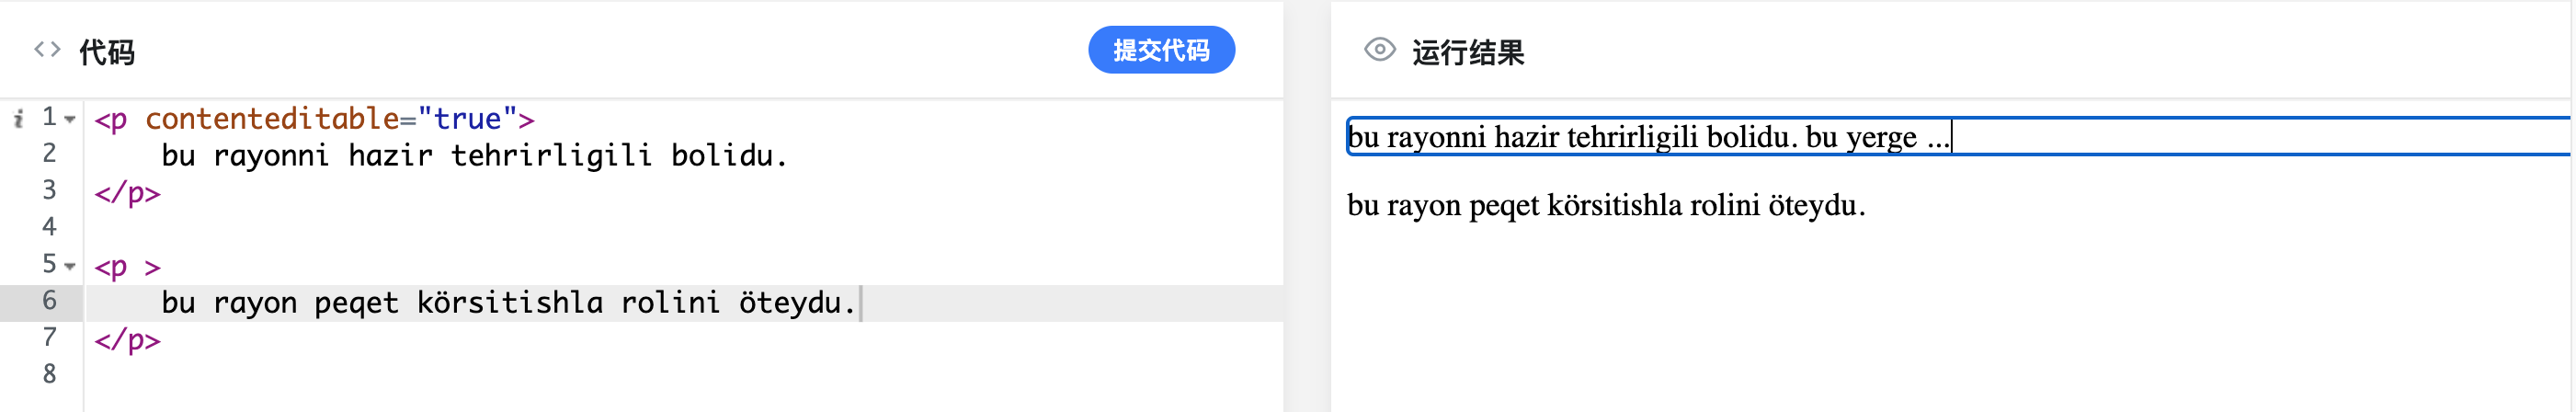 代码
提交代码
1 <p contenteditable="true">
2 bu rayonni hazir tehrirligili bolidu.
3 </p>
4
5 <p >
6 bu rayon peqet körsitishla rolini öteydu.
7 </p>
8
运行结果
bu rayonni hazir tehrirligili bolidu. bu yerge ...
bu rayon peqet körsitishla rolini öteydu.